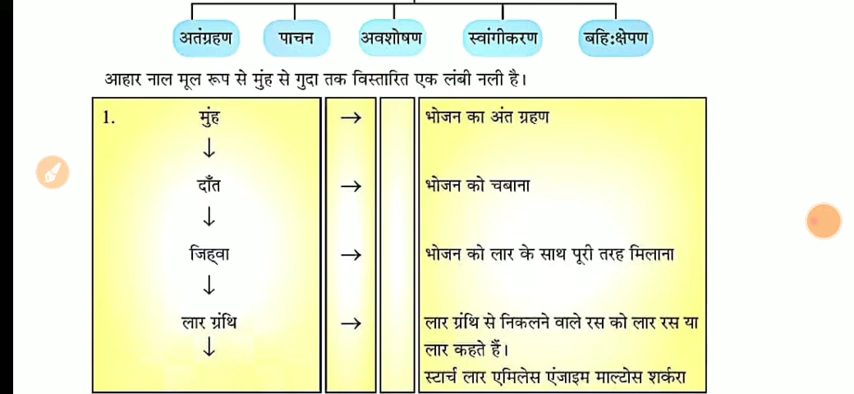 अतंग्रहण पाचन अवशोषण स्वांगीकरण बहि:क्षेपण
आहार नाल मूल रूप से मुंह से गुदा तक विस्तारित एक लंबी नली है।
1. मुंह → भोजन का अंत ग्रहण
↓
दाँत → भोजन को चबाना
↓
जिह्वा → भोजन को लार के साथ पूरी तरह मिलाना
↓
लार ग्रंथि → लार ग्रंथि से निकलने वाले रस को लार रस या
↓ लार कहते हैं।
स्टार्च लार एमिलेस एंजाइम माल्टोस शर्करा